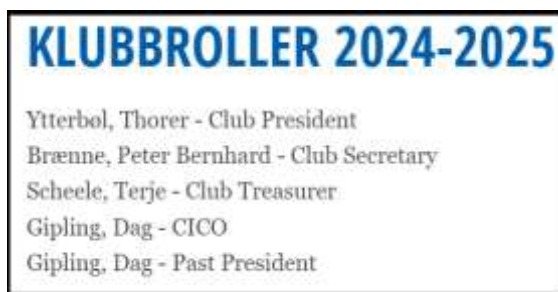 KLUBBROLLER 2024-2025
Ytterbøl, Thorer - Club President
Brænne, Peter Bernhard - Club Secretary
Scheele, Terje - Club Treasurer
Gipling, Dag - CICO
Gipling, Dag - Past President